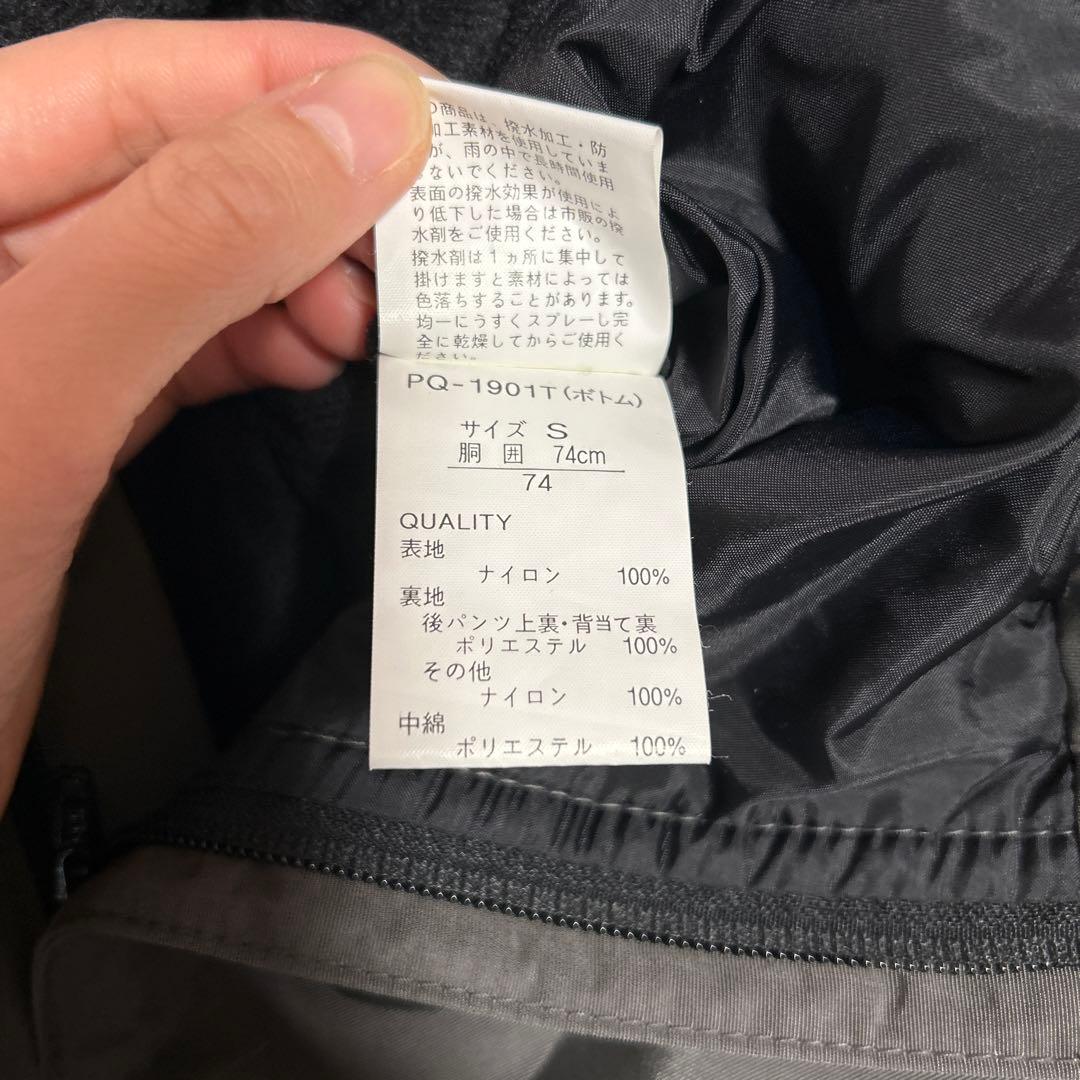 の商品は、撥水加工・防
加工素材を使用していま
が、雨の中で長時間使用
ないでください。
表面の撥水効果が使用によ
り低下した場合は市販の撥
水剤をご使用ください。
撥水剤は1ヵ所に集中して
掛けますと素材によっては
色落ちすることがあります。
均一にうすくスプレーし完
全に乾燥してからご使用く
ださい。
PQ-1901T(ボトム)
サイズ S
胴 囲 74cm
74
QUALITY
表地
ナイロン 100%
裏地
後パンツ上裏・背当て裏
ポリエステル 100%
その他
ナイロン 100%
中綿
ポリエステル 100%